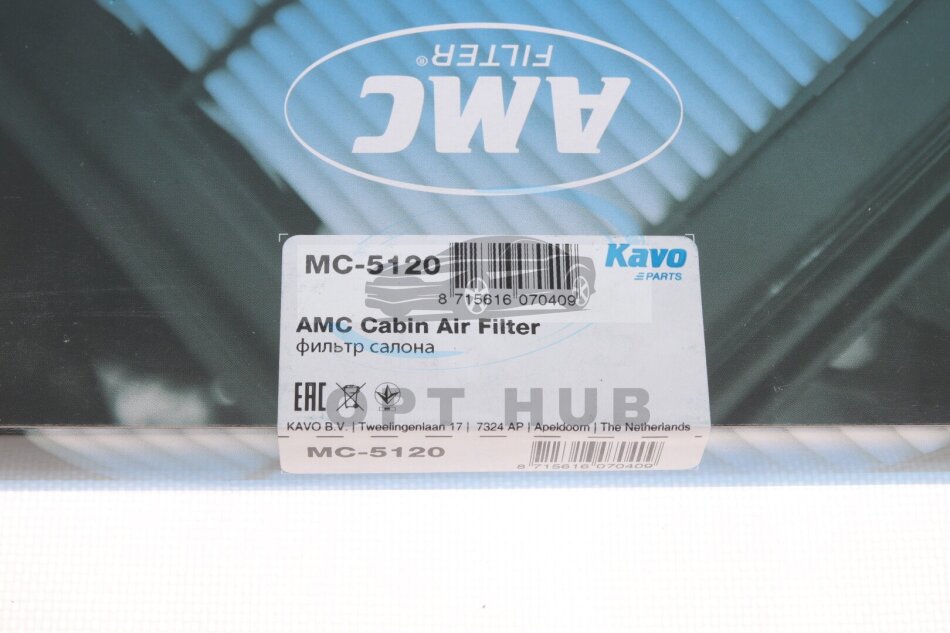 AMC
FILTER®
MC-5120
8 715616 070409
Kavo
PARTS
AMC Cabin Air Filter
фильтр салона
EAC
OPT HUB
KAVO B.V. | Tweelingenlaan 17 | 7324 AP | Apeldoorn | The Netherlands
MC-5120
8 715616 070409